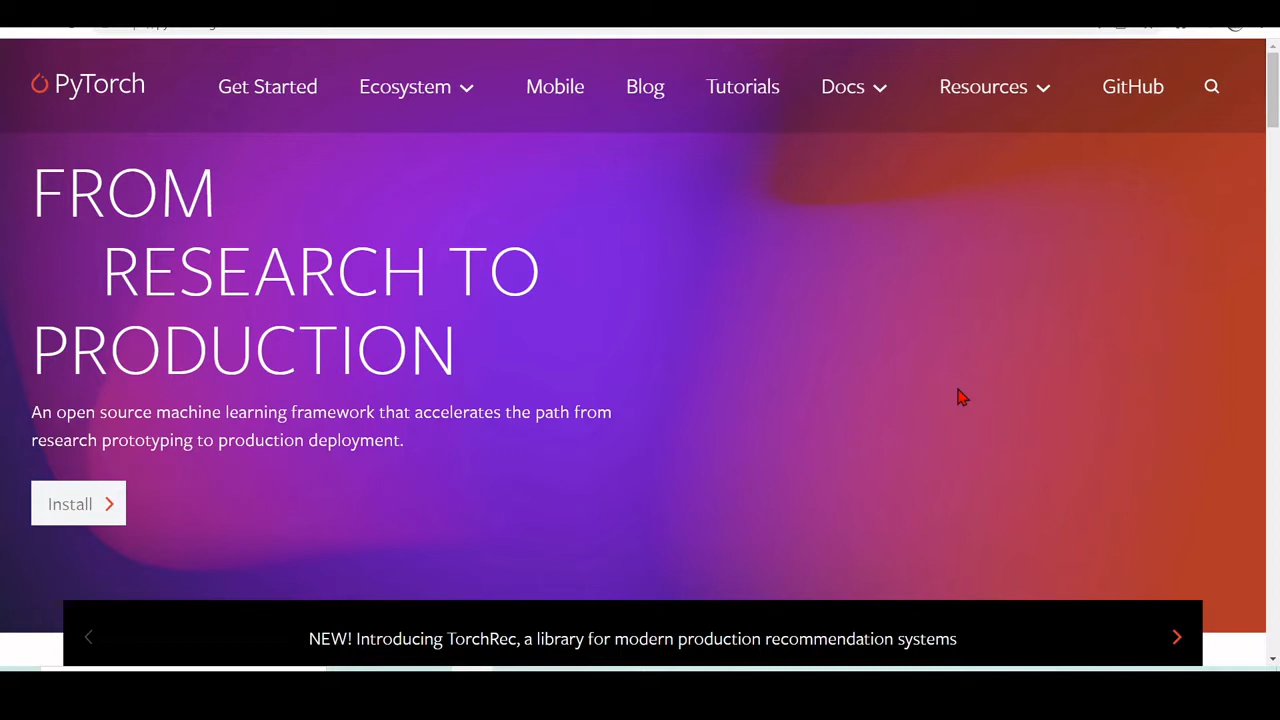 PyTorch
Get Started
Ecosystem
Mobile
Blog
Tutorials
Docs
Resources
GitHub
FROM
RESEARCH TO
PRODUCTION
An open source machine learning framework that accelerates the path from
research prototyping to production deployment.
Install
NEW! Introducing TorchRec, a library for modern production recommendation systems